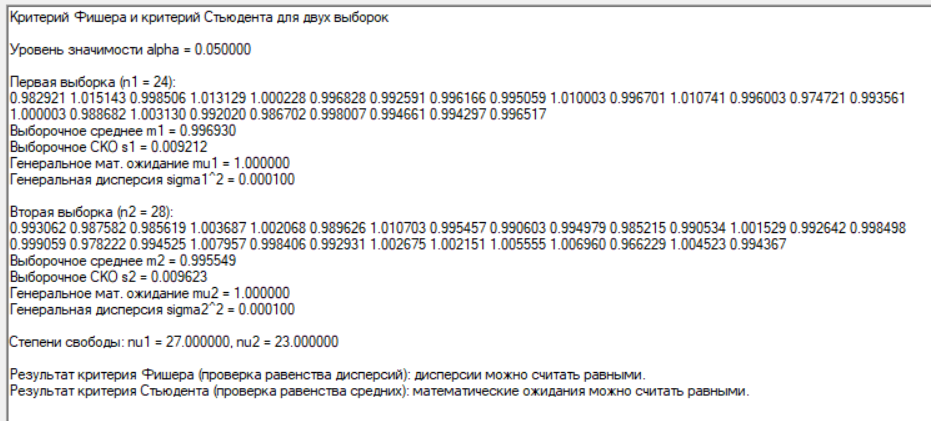 Критерий Фишера и критерий Стьюдента для двух выборок
Уровень значимости alpha = 0.050000
Первая выборка (n1 = 24):
0.982921 1.015143 0.998506 1.013129 1.000228 0.996828 0.992591 0.996166 0.995059 1.010003 0.996701 1.010741 0.996003 0.974721 0.993561
1.000003 0.988682 1.003130 0.992020 0.986702 0.998007 0.994661 0.994297 0.996517
Выборочное среднее m1 = 0.996930
Выборочное СКО s1 = 0.009212
Генеральное мат. ожидание mu1 = 1.000000
Генеральная дисперсия sigma1^2 = 0.000100
Вторая выборка (n2 = 28):
0.993062 0.987582 0.985619 1.003687 1.002068 0.989626 1.010703 0.995457 0.990603 0.994979 0.985215 0.990534 1.001529 0.992642 0.998498
0.999059 0.978222 0.994525 1.007957 0.998406 0.992931 1.002675 1.002151 1.005555 1.006960 0.966229 1.004523 0.994367
Выборочное среднее m2 = 0.995549
Выборочное СКО s2 = 0.009623
Генеральное мат. ожидание mu2 = 1.000000
Генеральная дисперсия sigma2^2 = 0.000100
Степени свободы: nu1 = 27.000000, nu2 = 23.000000
Результат критерия Фишера (проверка равенства дисперсий): дисперсии можно считать равными.
Результат критерия Стьюдента (проверка равенства средних): математические ожидания можно считать равными.